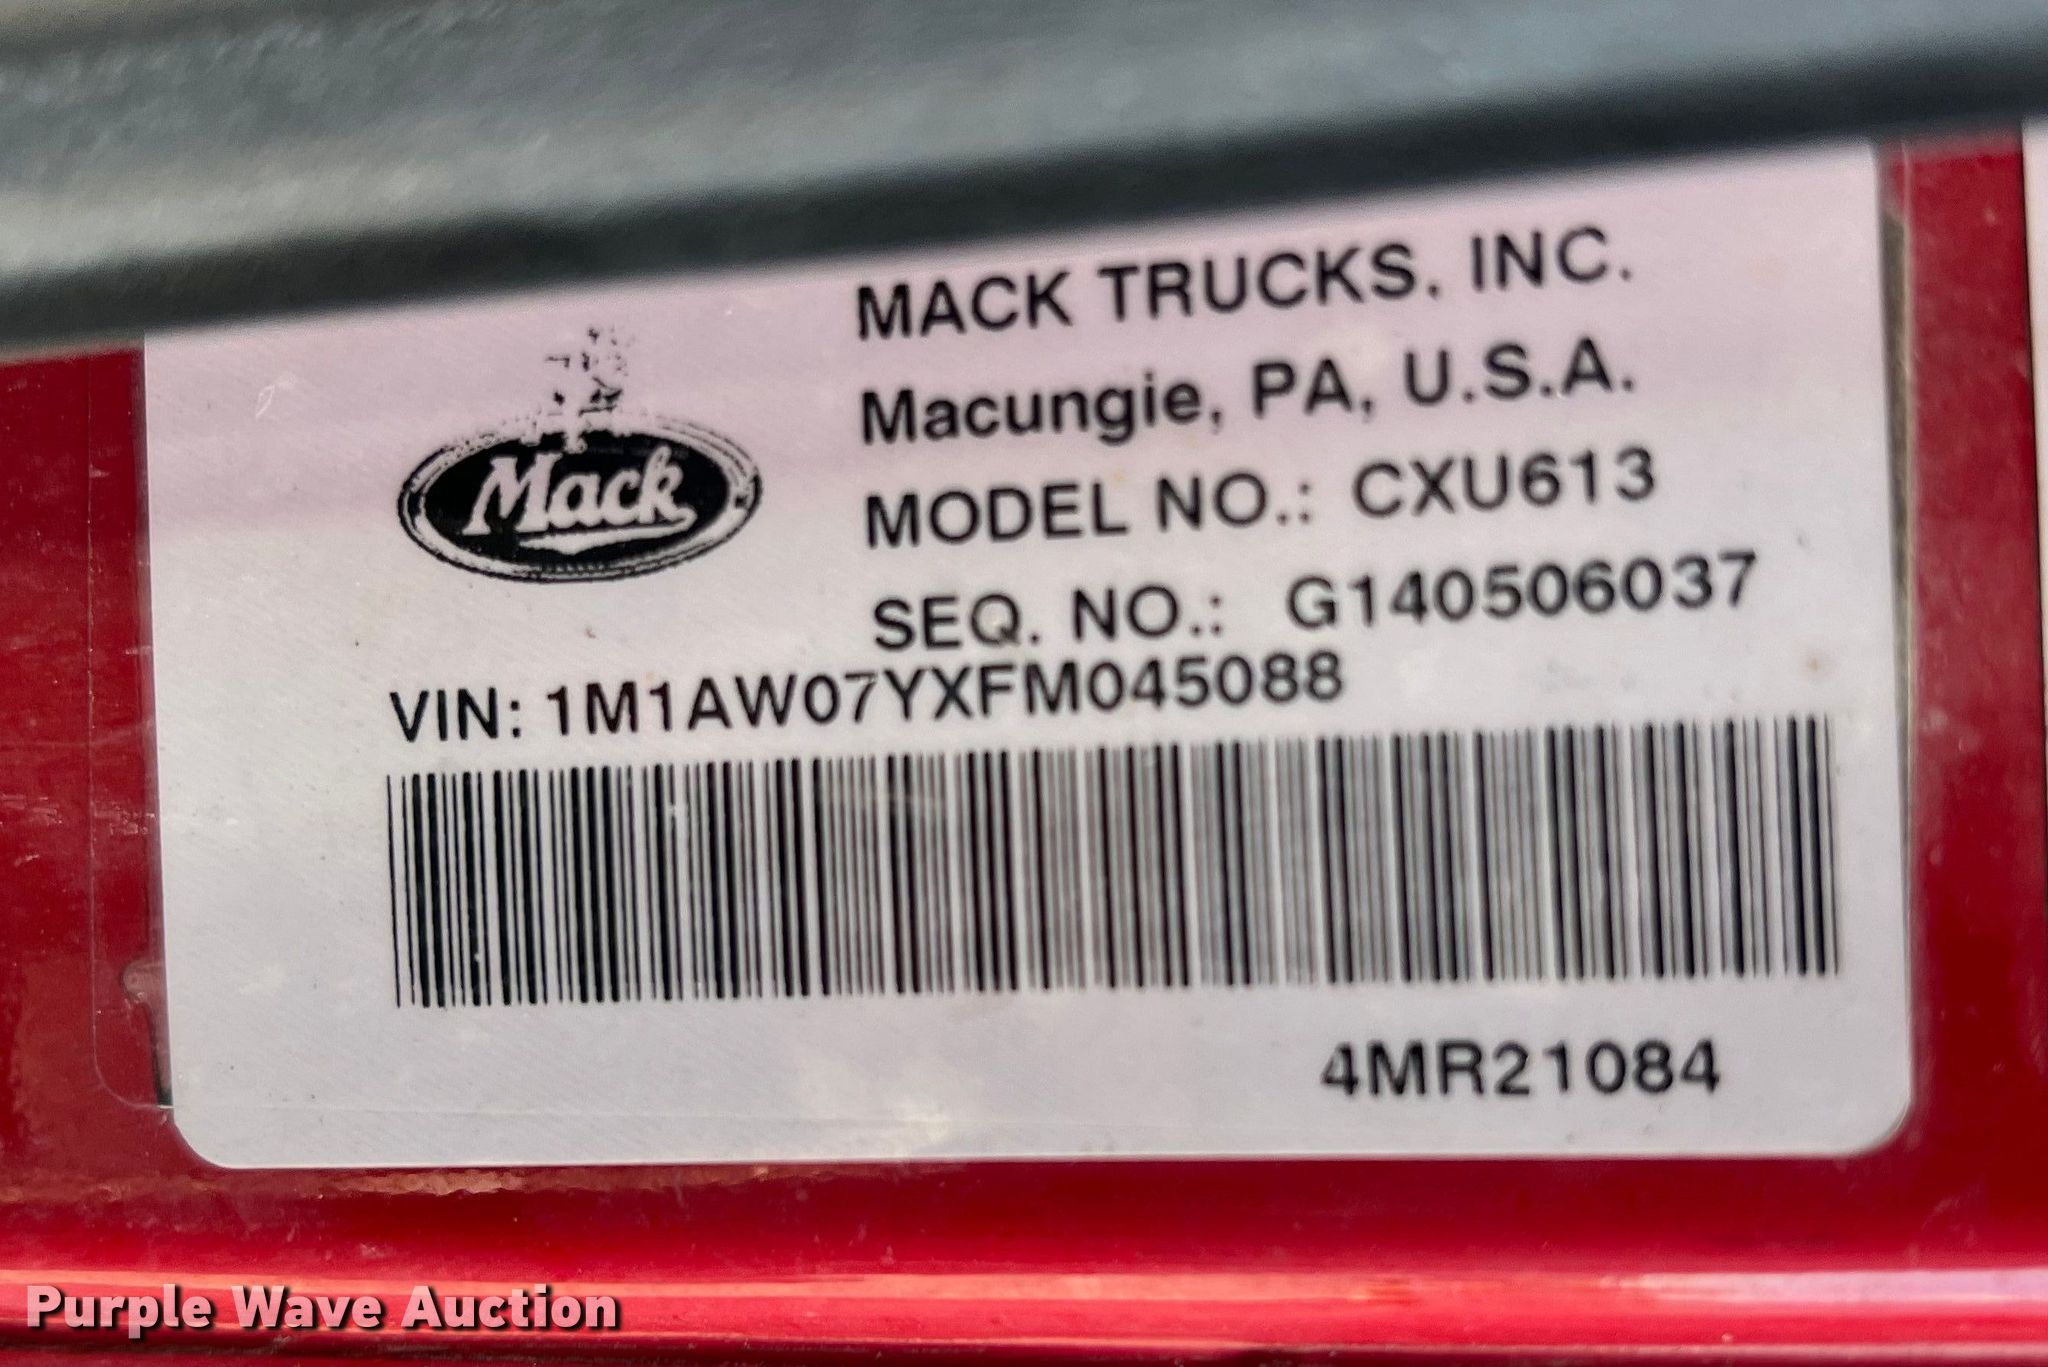 MACK TRUCKS. INC.
Macungie, PA, U.S.A.
Mack
MODEL NO.: CXU613
SEQ. NO.: G140506037
VIN: 1M1AW07YXFM045088
4MR21084
Purple Wave Auction